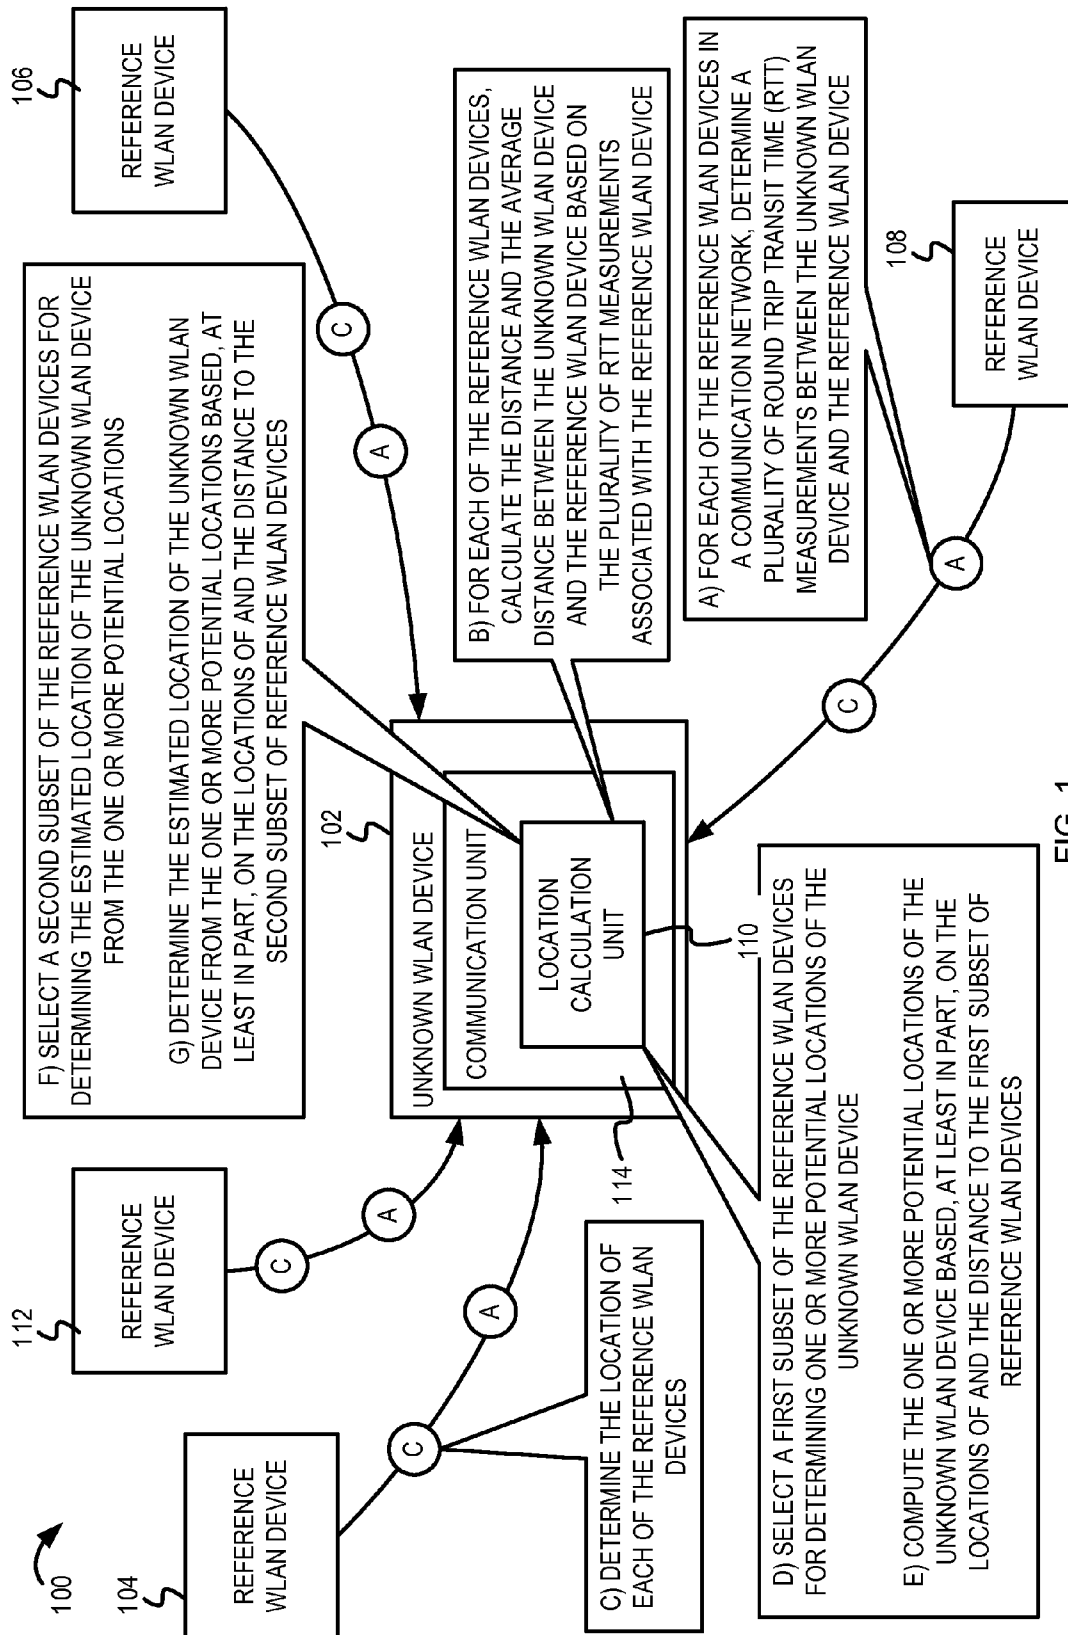 100
104
REFERENCE
WLAN DEVICE
112
REFERENCE
WLAN DEVICE
F) SELECT A SECOND SUBSET OF THE REFERENCE WLAN DEVICES FOR
DETERMINING THE ESTIMATED LOCATION OF THE UNKNOWN WLAN DEVICE
FROM THE ONE OR MORE POTENTIAL LOCATIONS
G) DETERMINE THE ESTIMATED LOCATION OF THE UNKNOWN WLAN
DEVICE FROM THE ONE OR MORE POTENTIAL LOCATIONS BASED, AT
LEAST IN PART, ON THE LOCATIONS OF AND THE DISTANCE TO THE
SECOND SUBSET OF REFERENCE WLAN DEVICES
106
REFERENCE
WLAN DEVICE
C
A
C
A
C
A
102
UNKNOWN WLAN DEVICE
COMMUNICATION UNIT
LOCATION
CALCULATION
UNIT
110
114
B) FOR EACH OF THE REFERENCE WLAN DEVICES,
CALCULATE THE DISTANCE AND THE AVERAGE
DISTANCE BETWEEN THE UNKNOWN WLAN DEVICE
AND THE REFERENCE WLAN DEVICE BASED ON
THE PLURALITY OF RTT MEASUREMENTS
ASSOCIATED WITH THE REFERENCE WLAN DEVICE
C) DETERMINE THE LOCATION OF
EACH OF THE REFERENCE WLAN
DEVICES
A) FOR EACH OF THE REFERENCE WLAN DEVICES IN
A COMMUNICATION NETWORK, DETERMINE A
PLURALITY OF ROUND TRIP TRANSIT TIME (RTT)
MEASUREMENTS BETWEEN THE UNKNOWN WLAN
DEVICE AND THE REFERENCE WLAN DEVICE
C
A
108
REFERENCE
WLAN DEVICE
D) SELECT A FIRST SUBSET OF THE REFERENCE WLAN DEVICES
FOR DETERMINING ONE OR MORE POTENTIAL LOCATIONS OF THE
UNKNOWN WLAN DEVICE
E) COMPUTE THE ONE OR MORE POTENTIAL LOCATIONS OF THE
UNKNOWN WLAN DEVICE BASED, AT LEAST IN PART, ON THE
LOCATIONS OF AND THE DISTANCE TO THE FIRST SUBSET OF
REFERENCE WLAN DEVICES
FIG. 1